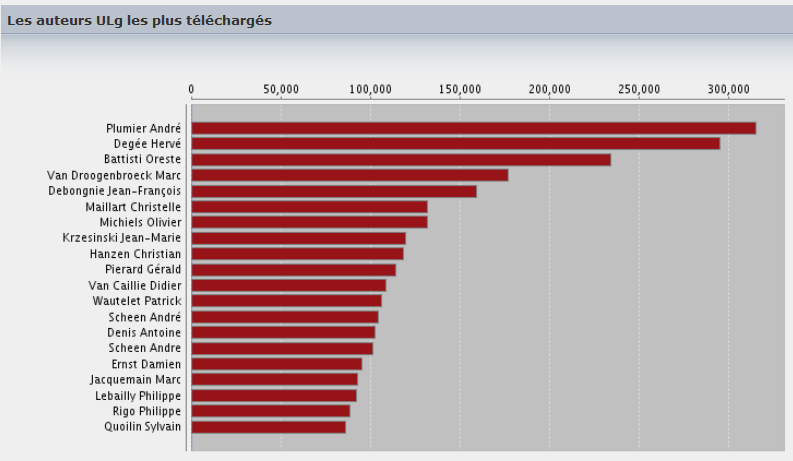 Les auteurs ULg les plus téléchargés
0 50,000 100,000 150,000 200,000 250,000 300,000
Plumier André
Degée Hervé
Battisti Oreste
Van Droogenbroeck Marc
Debongnie Jean-François
Maillart Christelle
Michiels Olivier
Krzesinski Jean-Marie
Hanzen Christian
Pierard Gérald
Van Caillie Didier
Wautelet Patrick
Scheen André
Denis Antoine
Scheen Andre
Ernst Damien
Jacquemain Marc
Lebailly Philippe
Rigo Philippe
Quoilin Sylvain